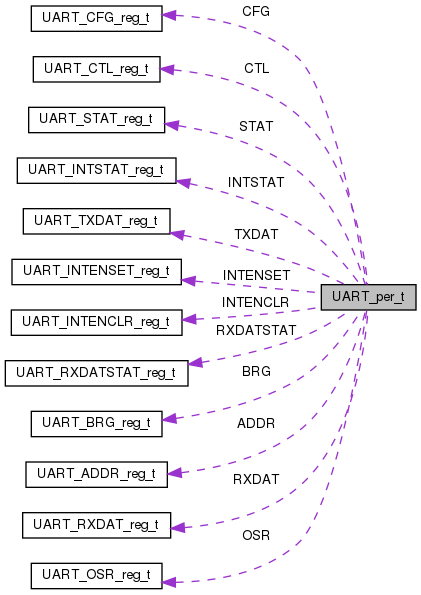 CFG
UART_CFG_reg_t
CTL
UART_CTL_reg_t
STAT
UART_STAT_reg_t
INTSTAT
UART_INTSTAT_reg_t
TXDAT
UART_TXDAT_reg_t
INTENSET
UART_INTENSET_reg_t
UART_per_t
INTENCLR
UART_INTENCLR_reg_t
RXDATSTAT
UART_RXDATSTAT_reg_t
BRG
UART_BRG_reg_t
ADDR
UART_ADDR_reg_t
RXDAT
UART_RXDAT_reg_t
OSR
UART_OSR_reg_t